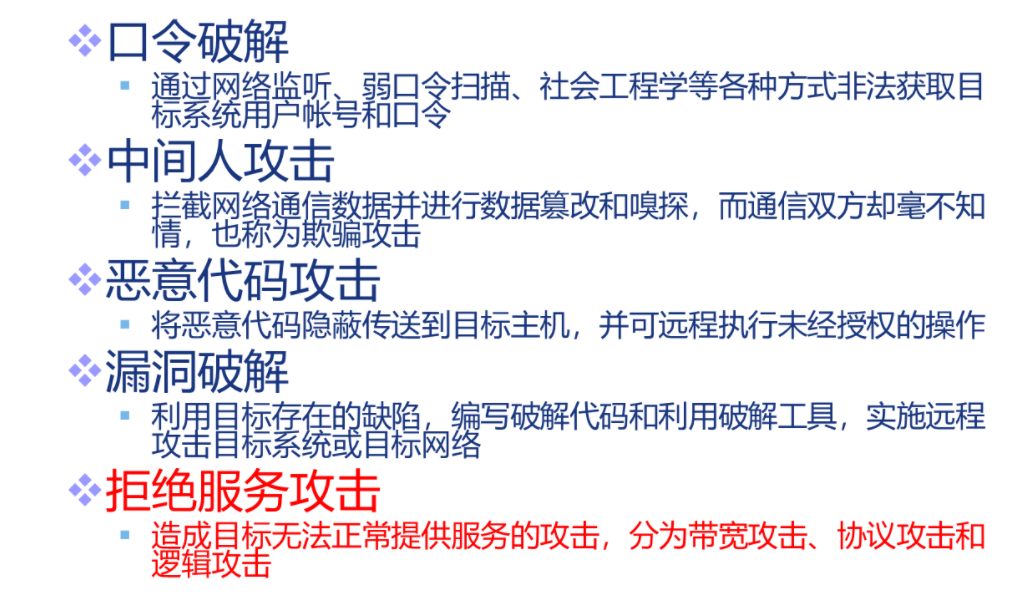 口令破解
通过网络监听、弱口令扫描、社会工程学等各种方式非法获取目
标系统用户帐号和口令
中间人攻击
拦截网络通信数据并进行数据篡改和嗅探，而通信双方却毫不知
情，也称为欺骗攻击
恶意代码攻击
将恶意代码隐蔽传送到目标主机，并可远程执行未经授权的操作
漏洞破解
利用目标存在的缺陷，编写破解代码和利用破解工具，实施远程
攻击目标系统或目标网络
拒绝服务攻击
造成目标无法正常提供服务的攻击，分为带宽攻击、协议攻击和
逻辑攻击